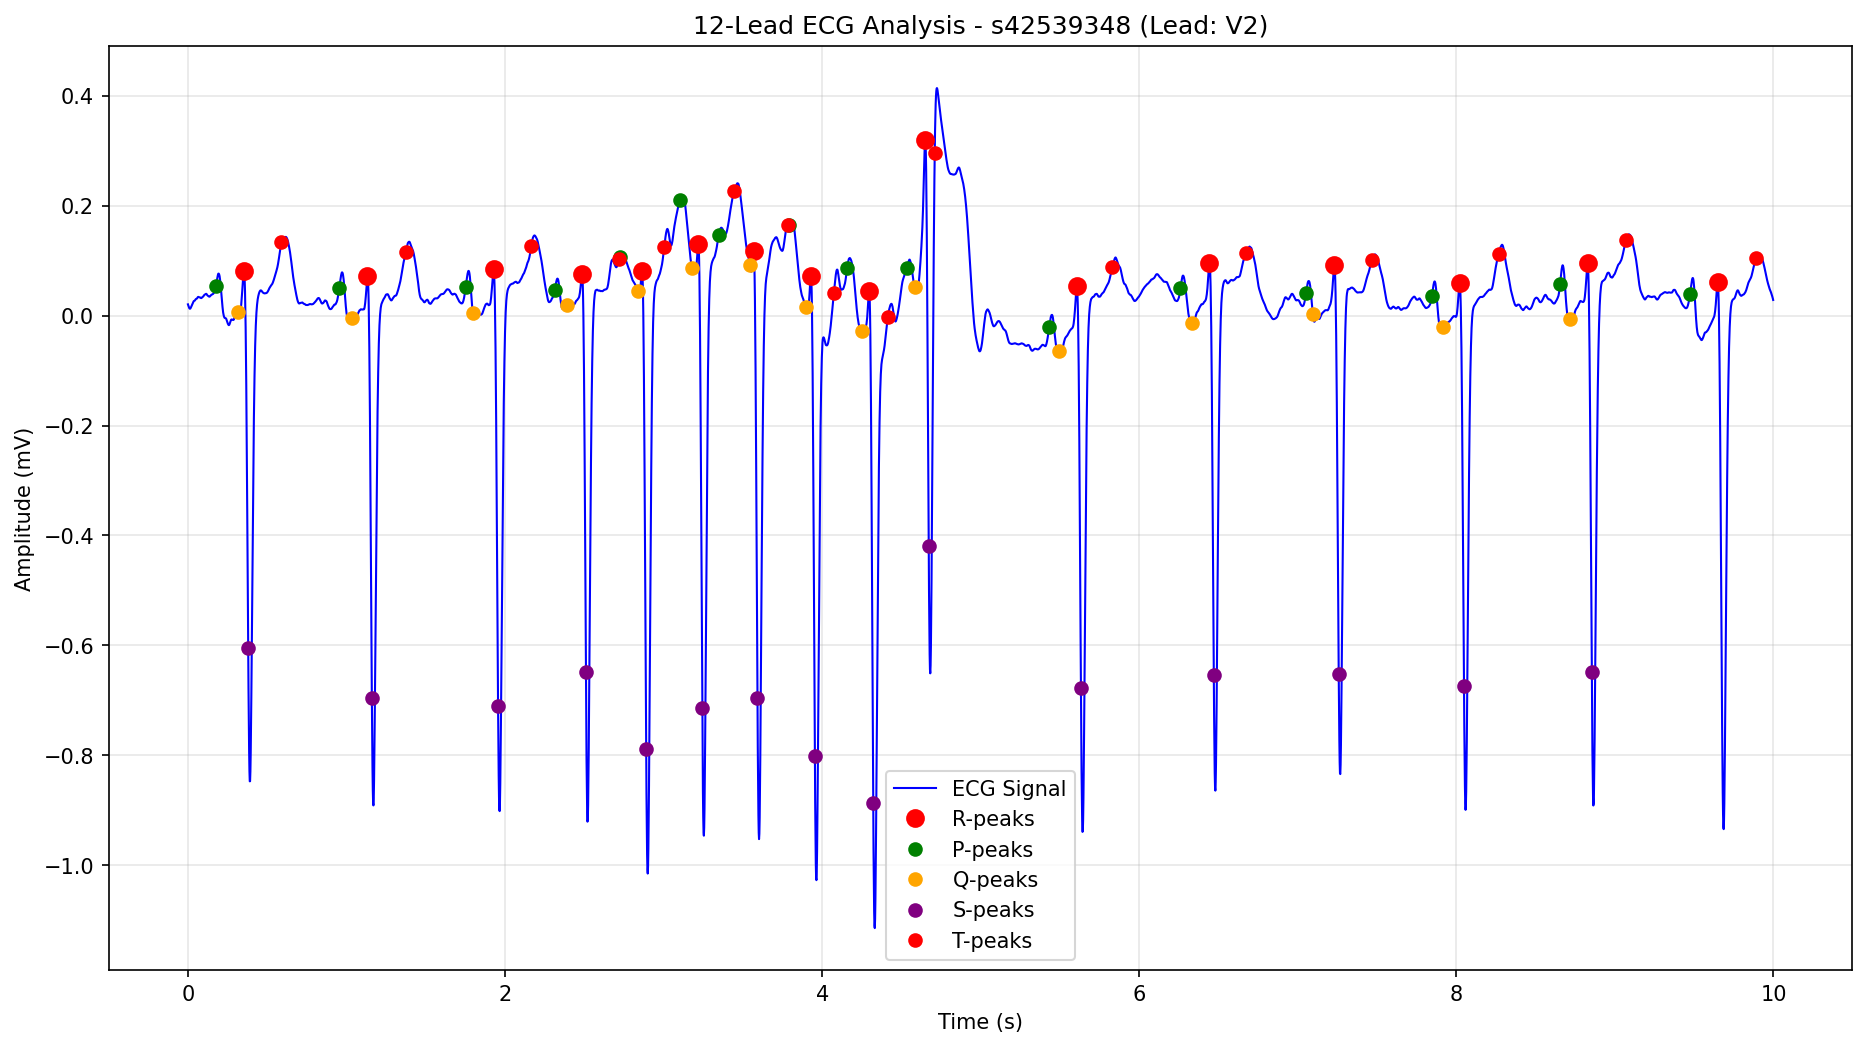 12-Lead ECG Analysis - s42539348 (Lead: V2)
Amplitude (mV)
0.4
0.2
0.0
−0.2
−0.4
−0.6
−0.8
−1.0
ECG Signal
R-peaks
P-peaks
Q-peaks
S-peaks
T-peaks
0 2 4 6 8 10
Time (s)